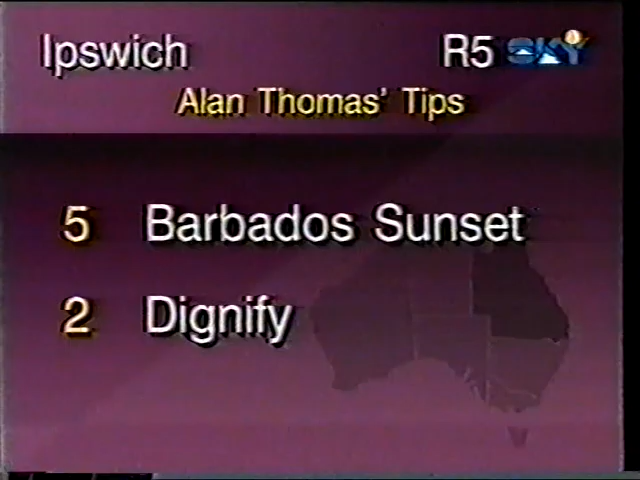 Ipswich R5 SKY
Alan Thomas' Tips
5 Barbados Sunset
2 Dignify